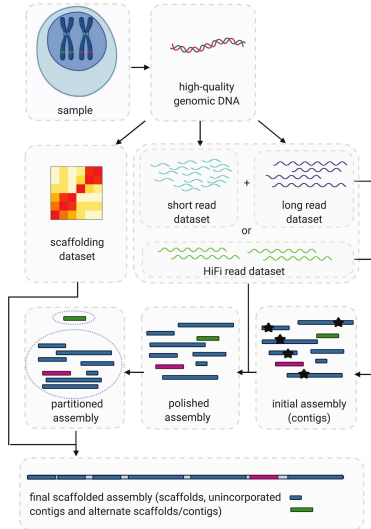 sample
high-quality
genomic DNA
scaffolding
dataset
short read
dataset
+
long read
dataset
or
HiFi read dataset
partitioned
assembly
polished
assembly
initial assembly
(contigs)
final scaffolded assembly (scaffolds, unincorporated
contigs and alternate scaffolds/contigs)